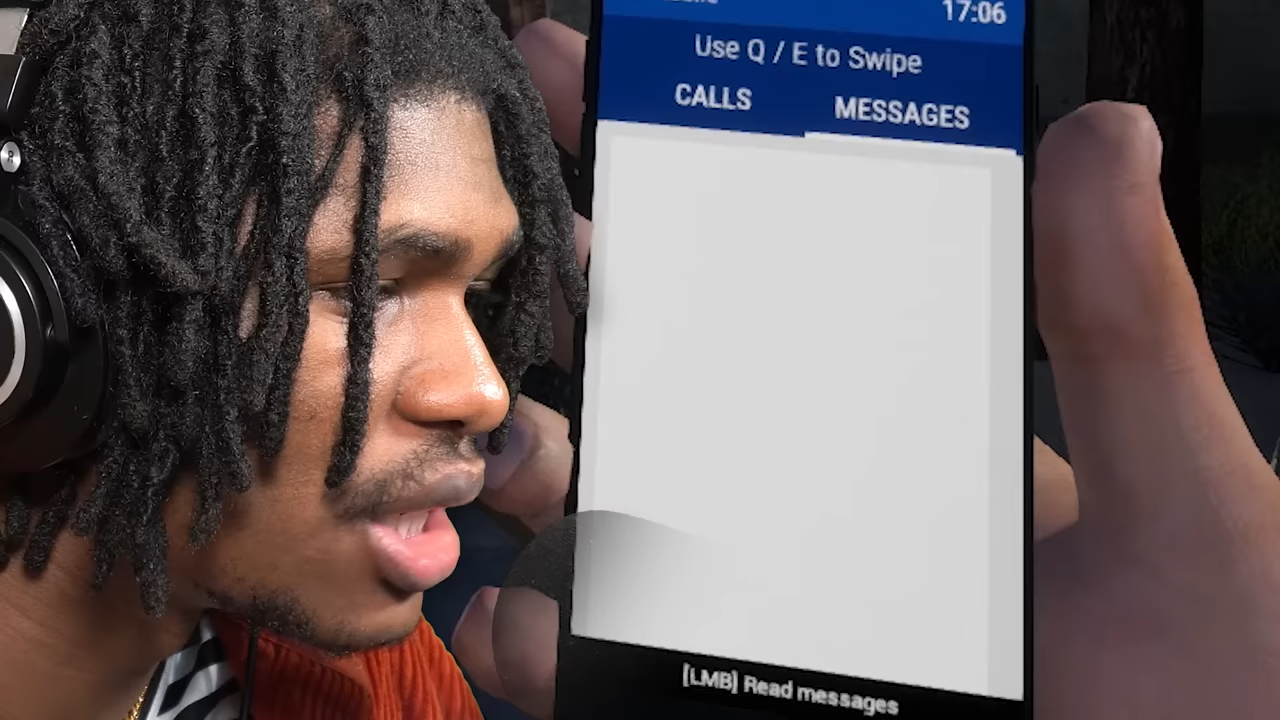 17:06
Use Q / E to Swipe
CALLS
MESSAGES
[LMB] Read messages